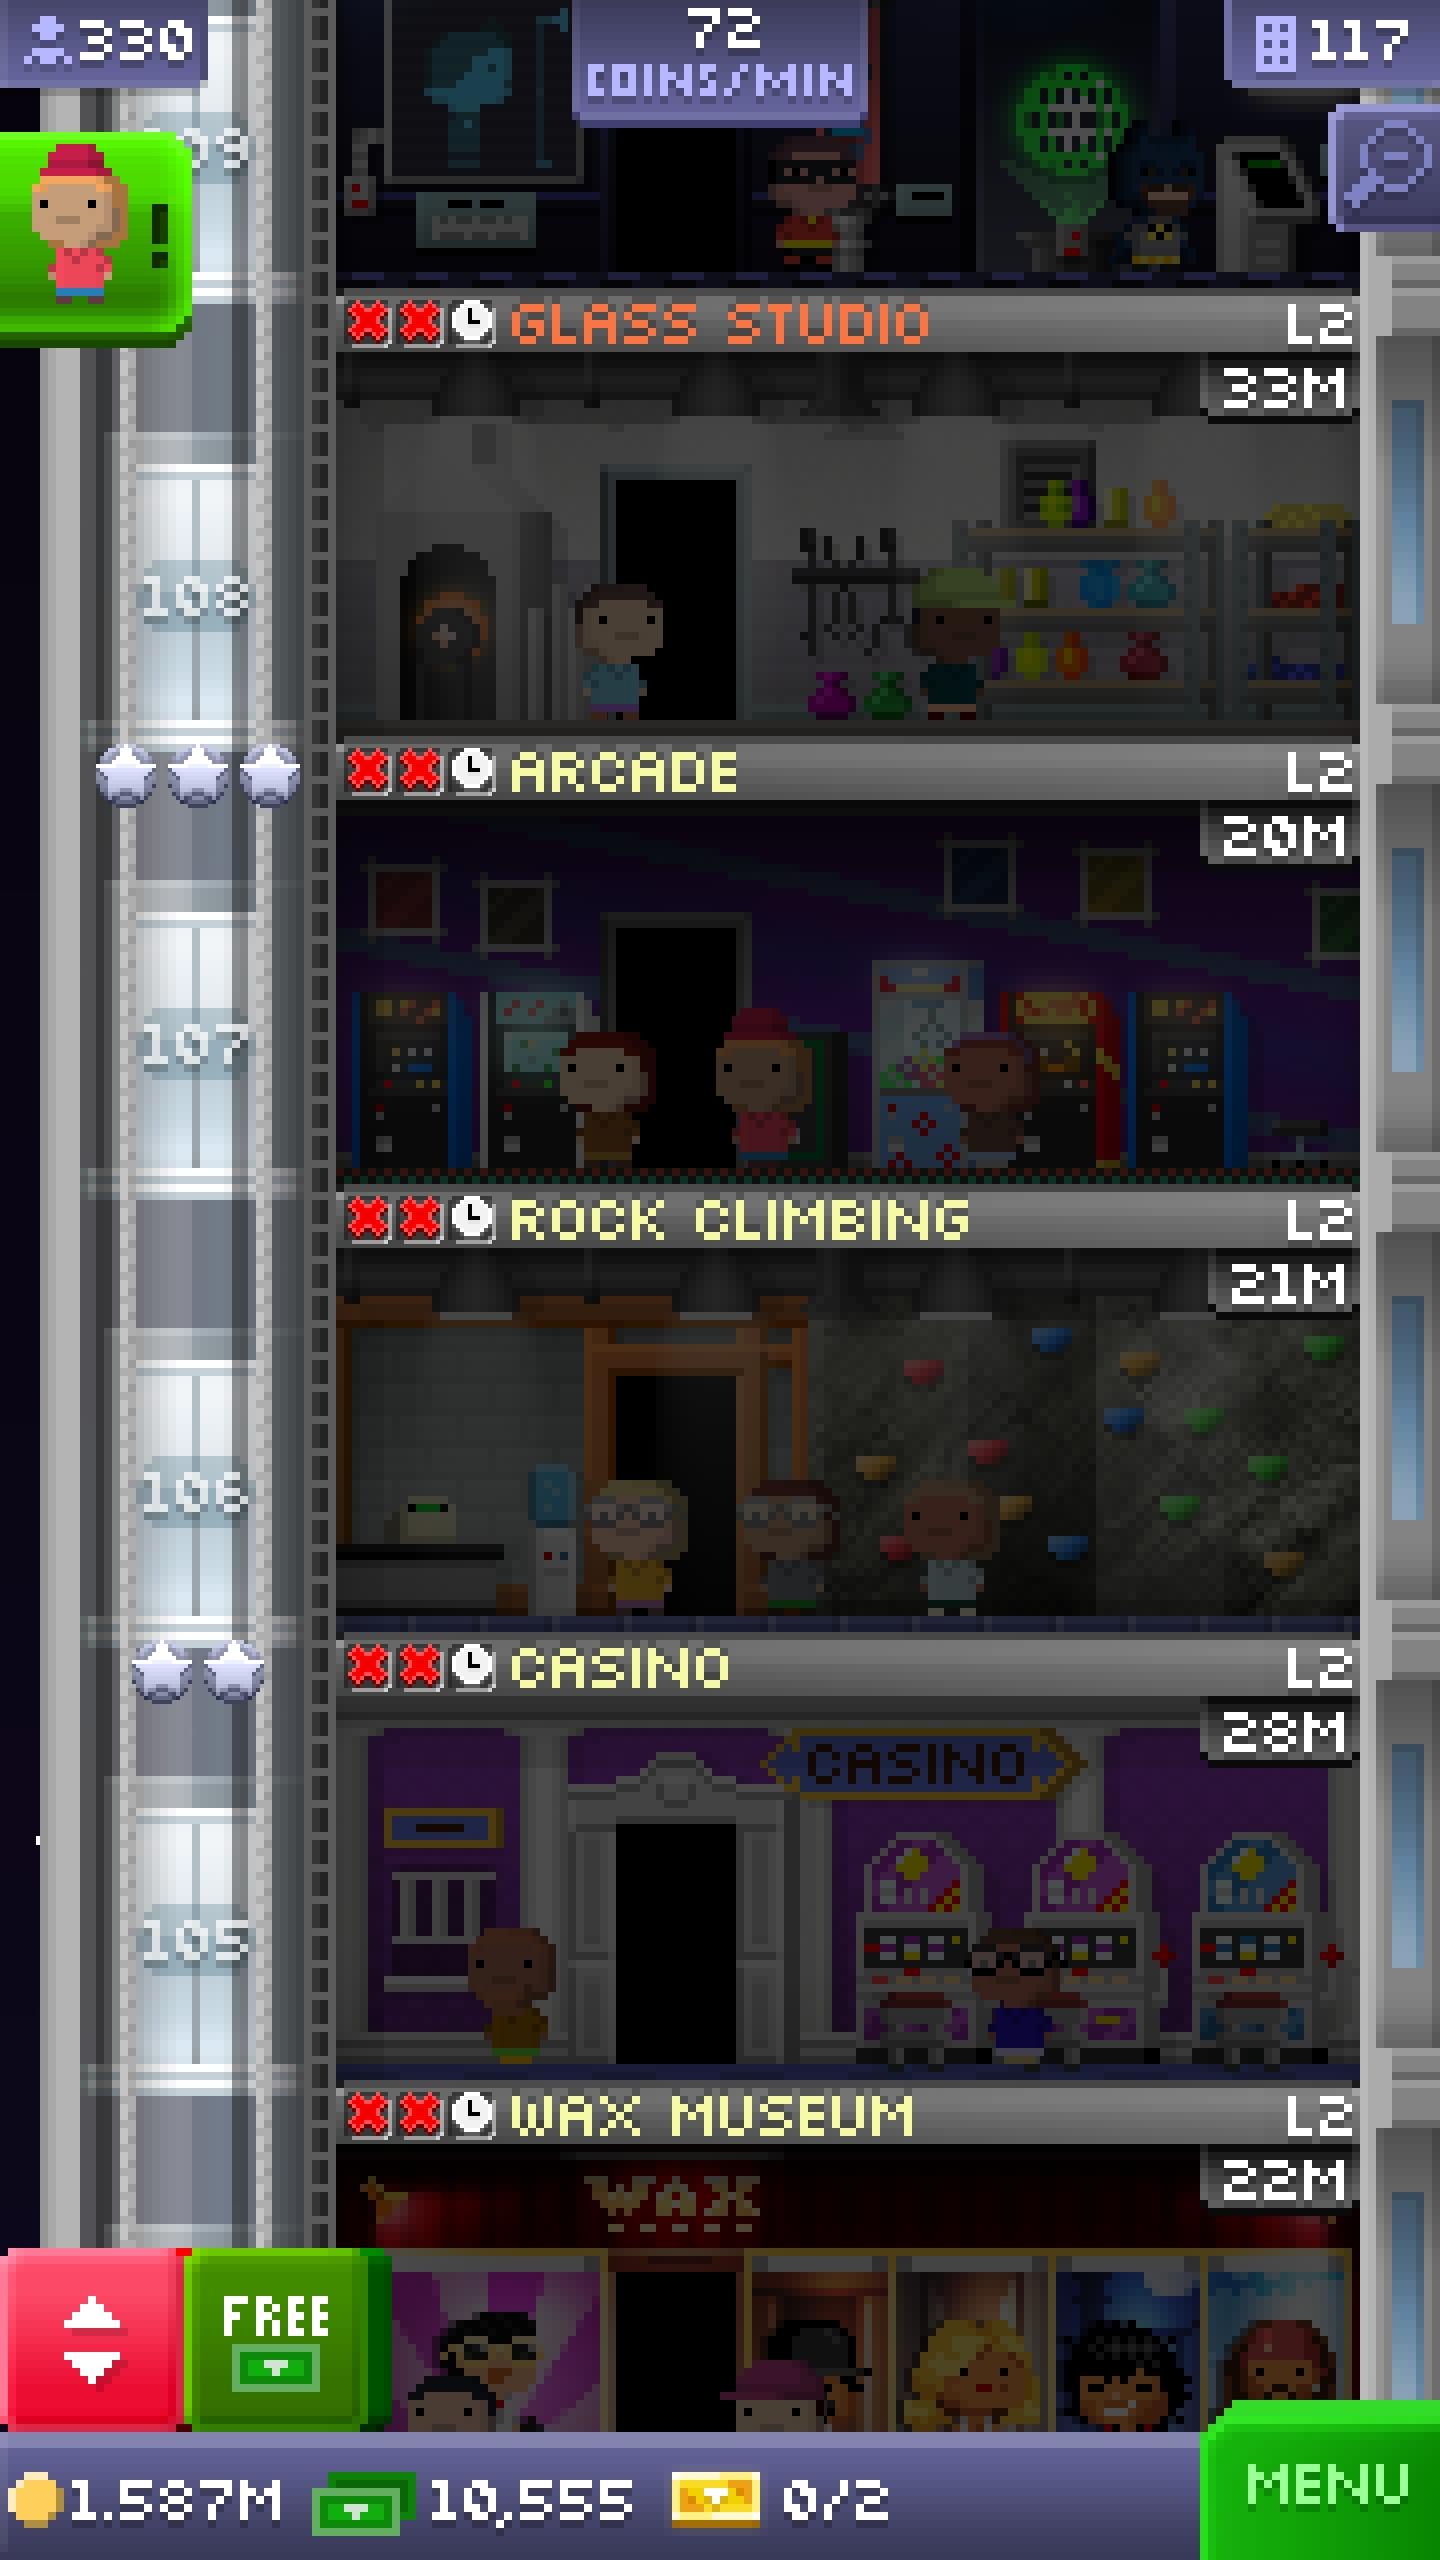 330
72
COINS/MIN
117
09
!
GLASS STUDIO
L2
33M
108
ARCADE
L2
20M
107
ROCK CLIMBING
L2
21M
106
CASINO
L2
28M
CASINO
105
WAX MUSEUM
L2
22M
WAX
FREE
1.587M
10,555
0/2
MENU